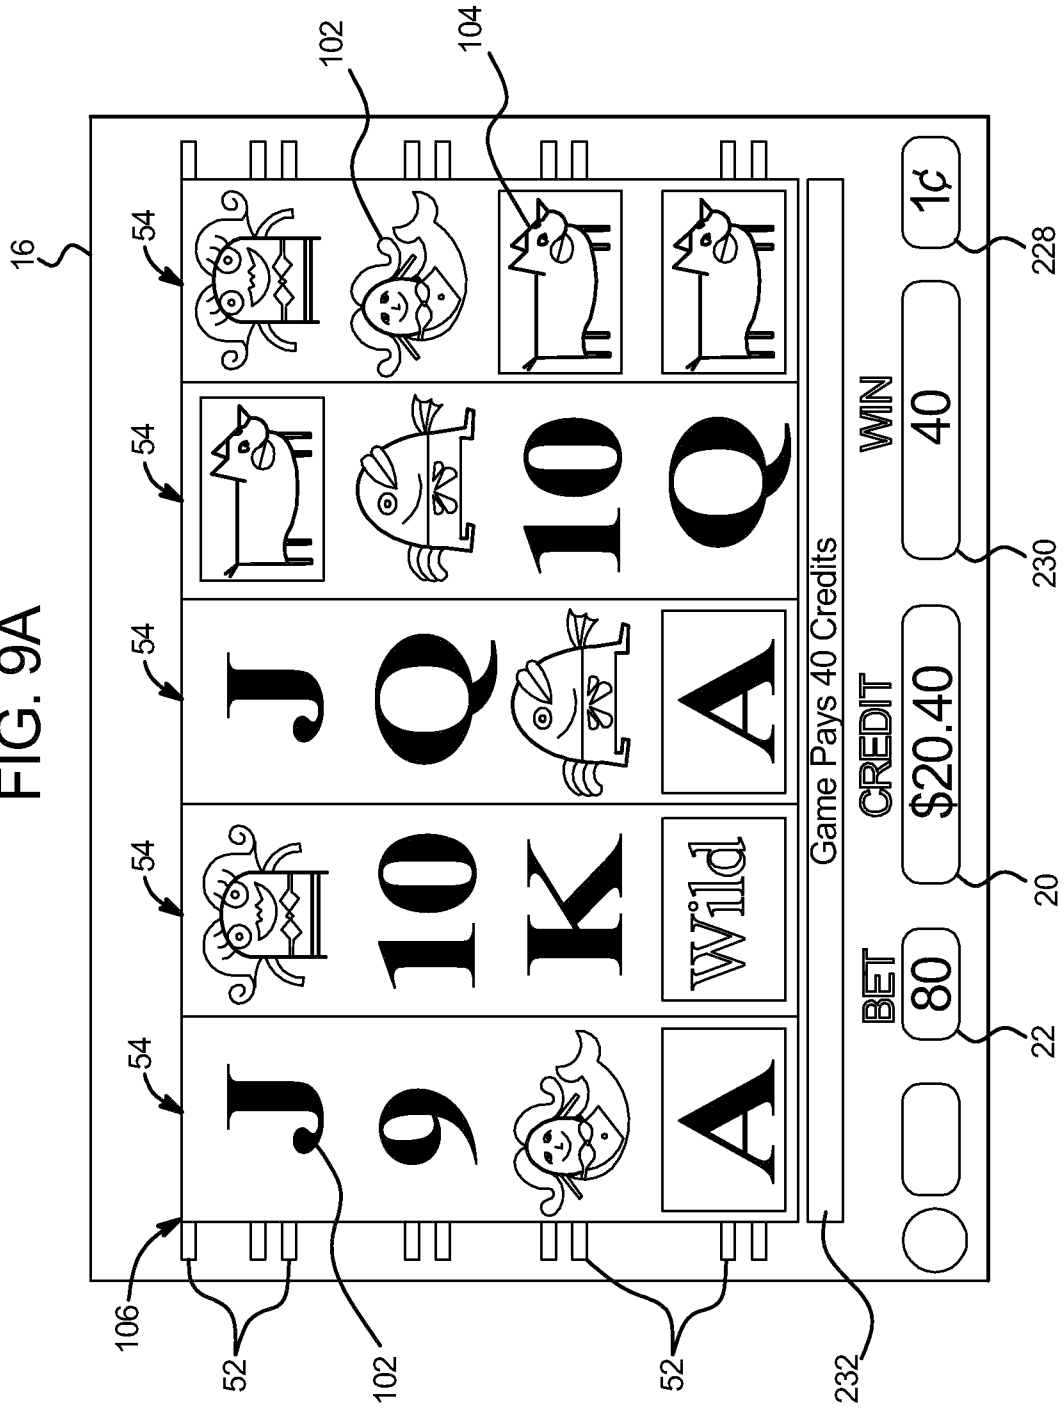 FIG. 9A
16
106 54 54 54 54 54
52
J J
102
102
9 10 Q
104
K 10
52
A Wild A Q
Game Pays 40 Credits
232
BET CREDIT WIN
80 $20.40 40 1¢
22 20 230 228